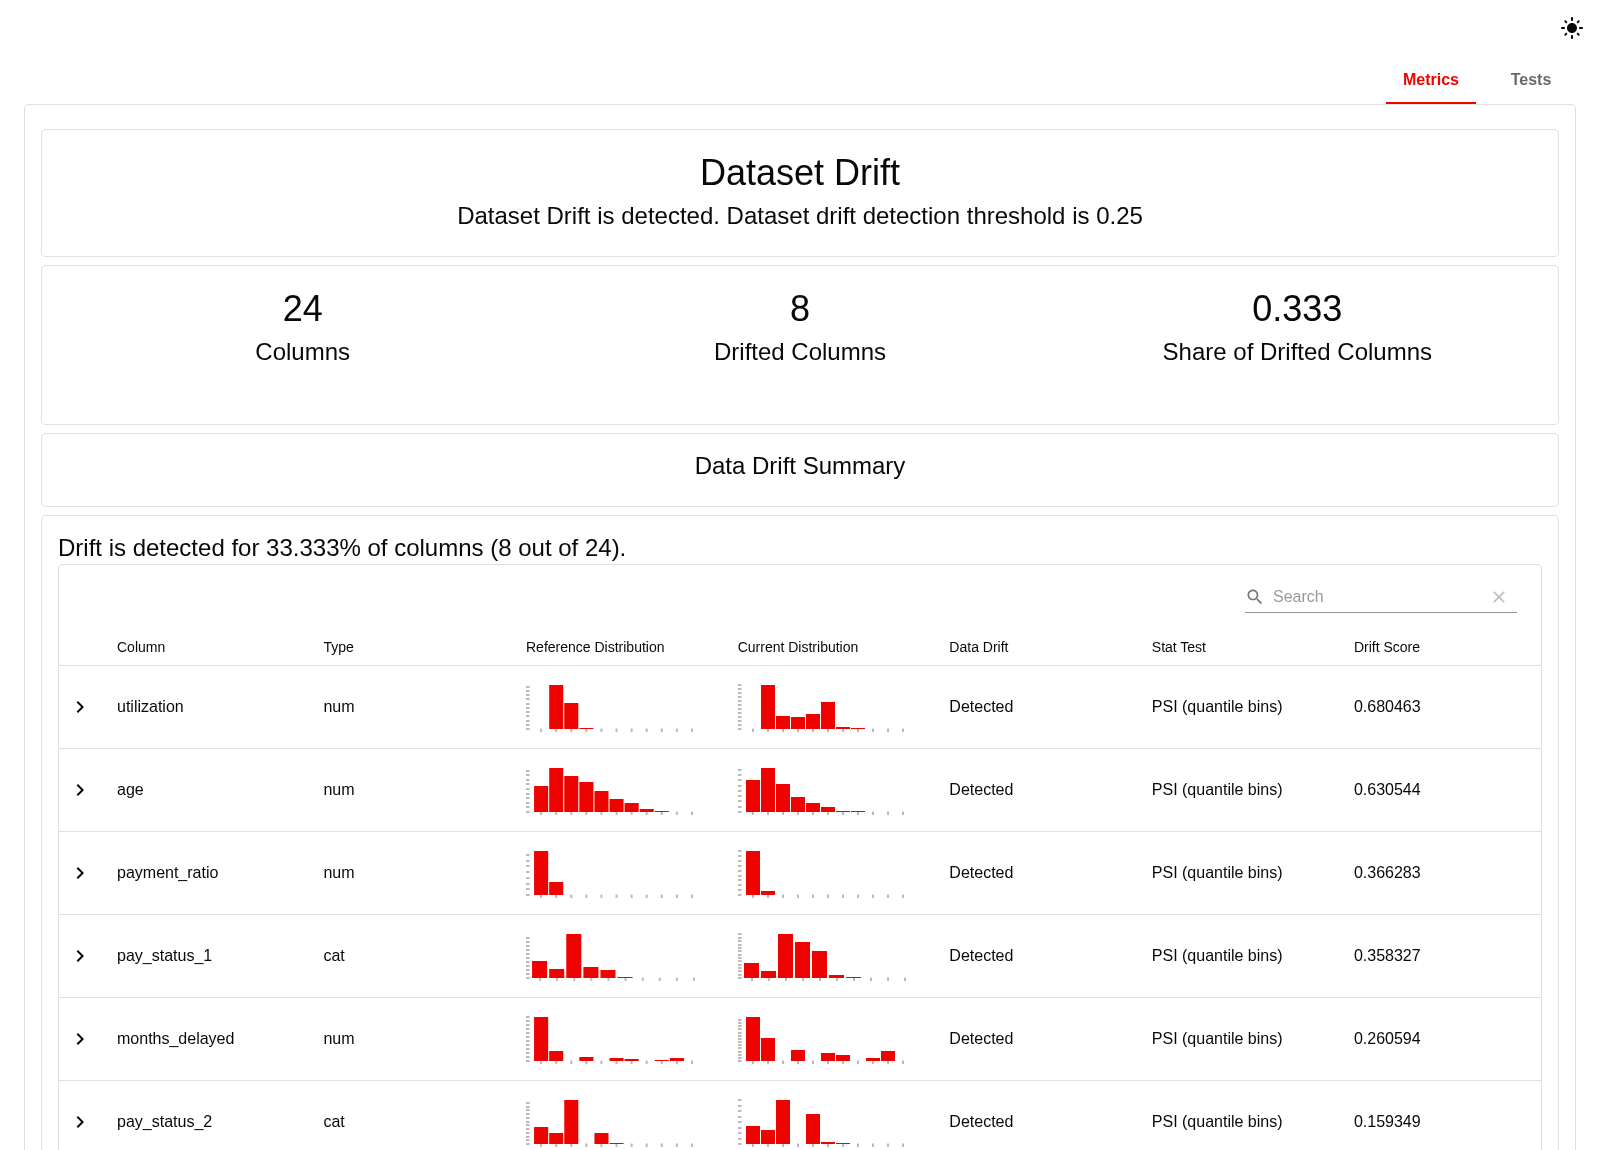 Metrics Tests
Dataset Drift
Dataset Drift is detected. Dataset drift detection threshold is 0.25
24 8 0.333
Columns Drifted Columns Share of Drifted Columns
Data Drift Summary
Drift is detected for 33.333% of columns (8 out of 24).
Search
Column Type Reference Distribution Current Distribution Data Drift Stat Test Drift Score
utilization num Detected PSI (quantile bins) 0.680463
age num Detected PSI (quantile bins) 0.630544
payment_ratio num Detected PSI (quantile bins) 0.366283
pay_status_1 cat Detected PSI (quantile bins) 0.358327
months_delayed num Detected PSI (quantile bins) 0.260594
pay_status_2 cat Detected PSI (quantile bins) 0.159349